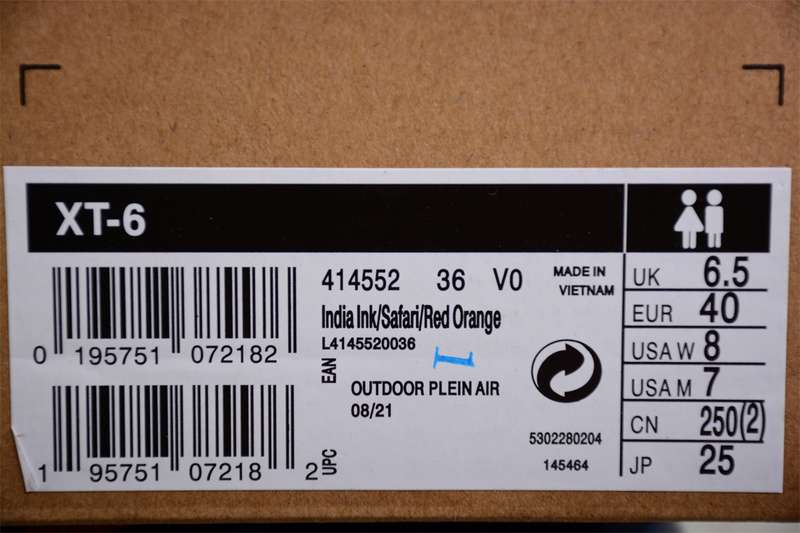 XT-6
414552 36 V0
MADE IN
VIETNAM
India Ink/Safari/Red Orange
L4145520036
0 195751 072182
EAN
OUTDOOR PLEIN AIR
08/21
1 95751 07218 2
UPC
5302280204
145464
UK 6.5
EUR 40
USA W 8
USA M 7
CN 250(2)
JP 25